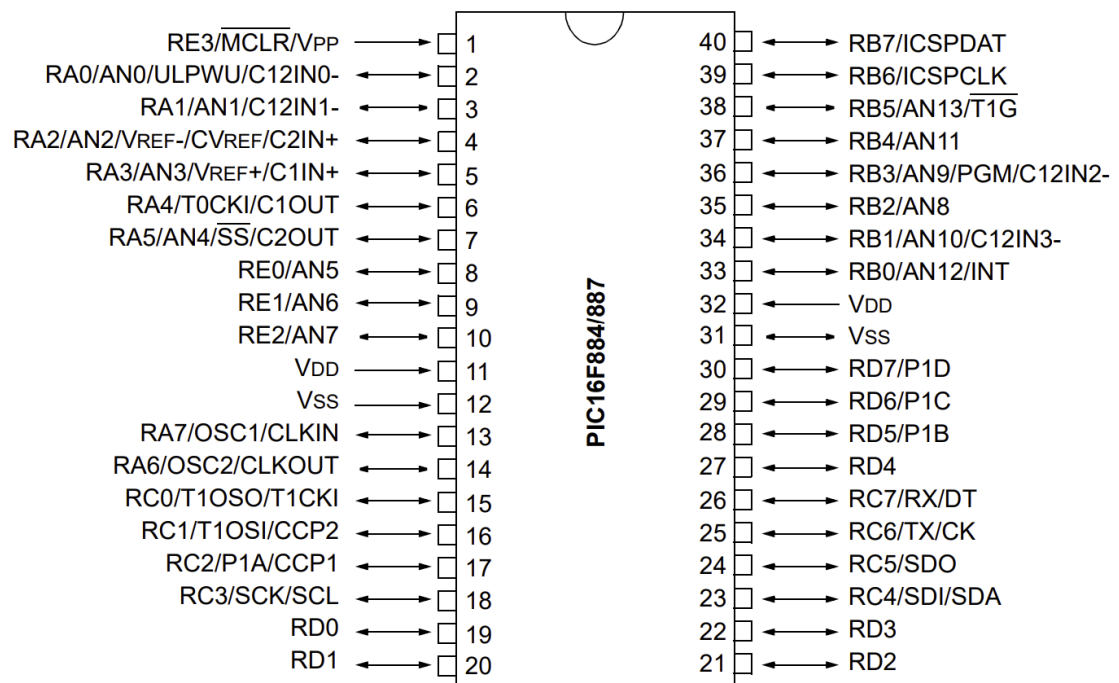 RE3/MCLR/VPP 1 40 RB7/ICSPDAT
RA0/AN0/ULPWU/C12IN0- 2 39 RB6/ICSPCLK
RA1/AN1/C12IN1- 3 38 RB5/AN13/T1G
RA2/AN2/VREF-/CVREF/C2IN+ 4 37 RB4/AN11
RA3/AN3/VREF+/C1IN+ 5 36 RB3/AN9/PGM/C12IN2-
RA4/T0CKI/C1OUT 6 35 RB2/AN8
RA5/AN4/SS/C2OUT 7 34 RB1/AN10/C12IN3-
RE0/AN5 8 33 RB0/AN12/INT
RE1/AN6 9 32 VDD
RE2/AN7 10 31 VSS
VDD 11 30 RD7/P1D
VSS 12 29 RD6/P1C
RA7/OSC1/CLKIN 13 28 RD5/P1B
RA6/OSC2/CLKOUT 14 27 RD4
RC0/T1OSO/T1CKI 15 26 RC7/RX/DT
RC1/T1OSI/CCP2 16 25 RC6/TX/CK
RC2/P1A/CCP1 17 24 RC5/SDO
RC3/SCK/SCL 18 23 RC4/SDI/SDA
RD0 19 22 RD3
RD1 20 21 RD2
PIC16F884/887